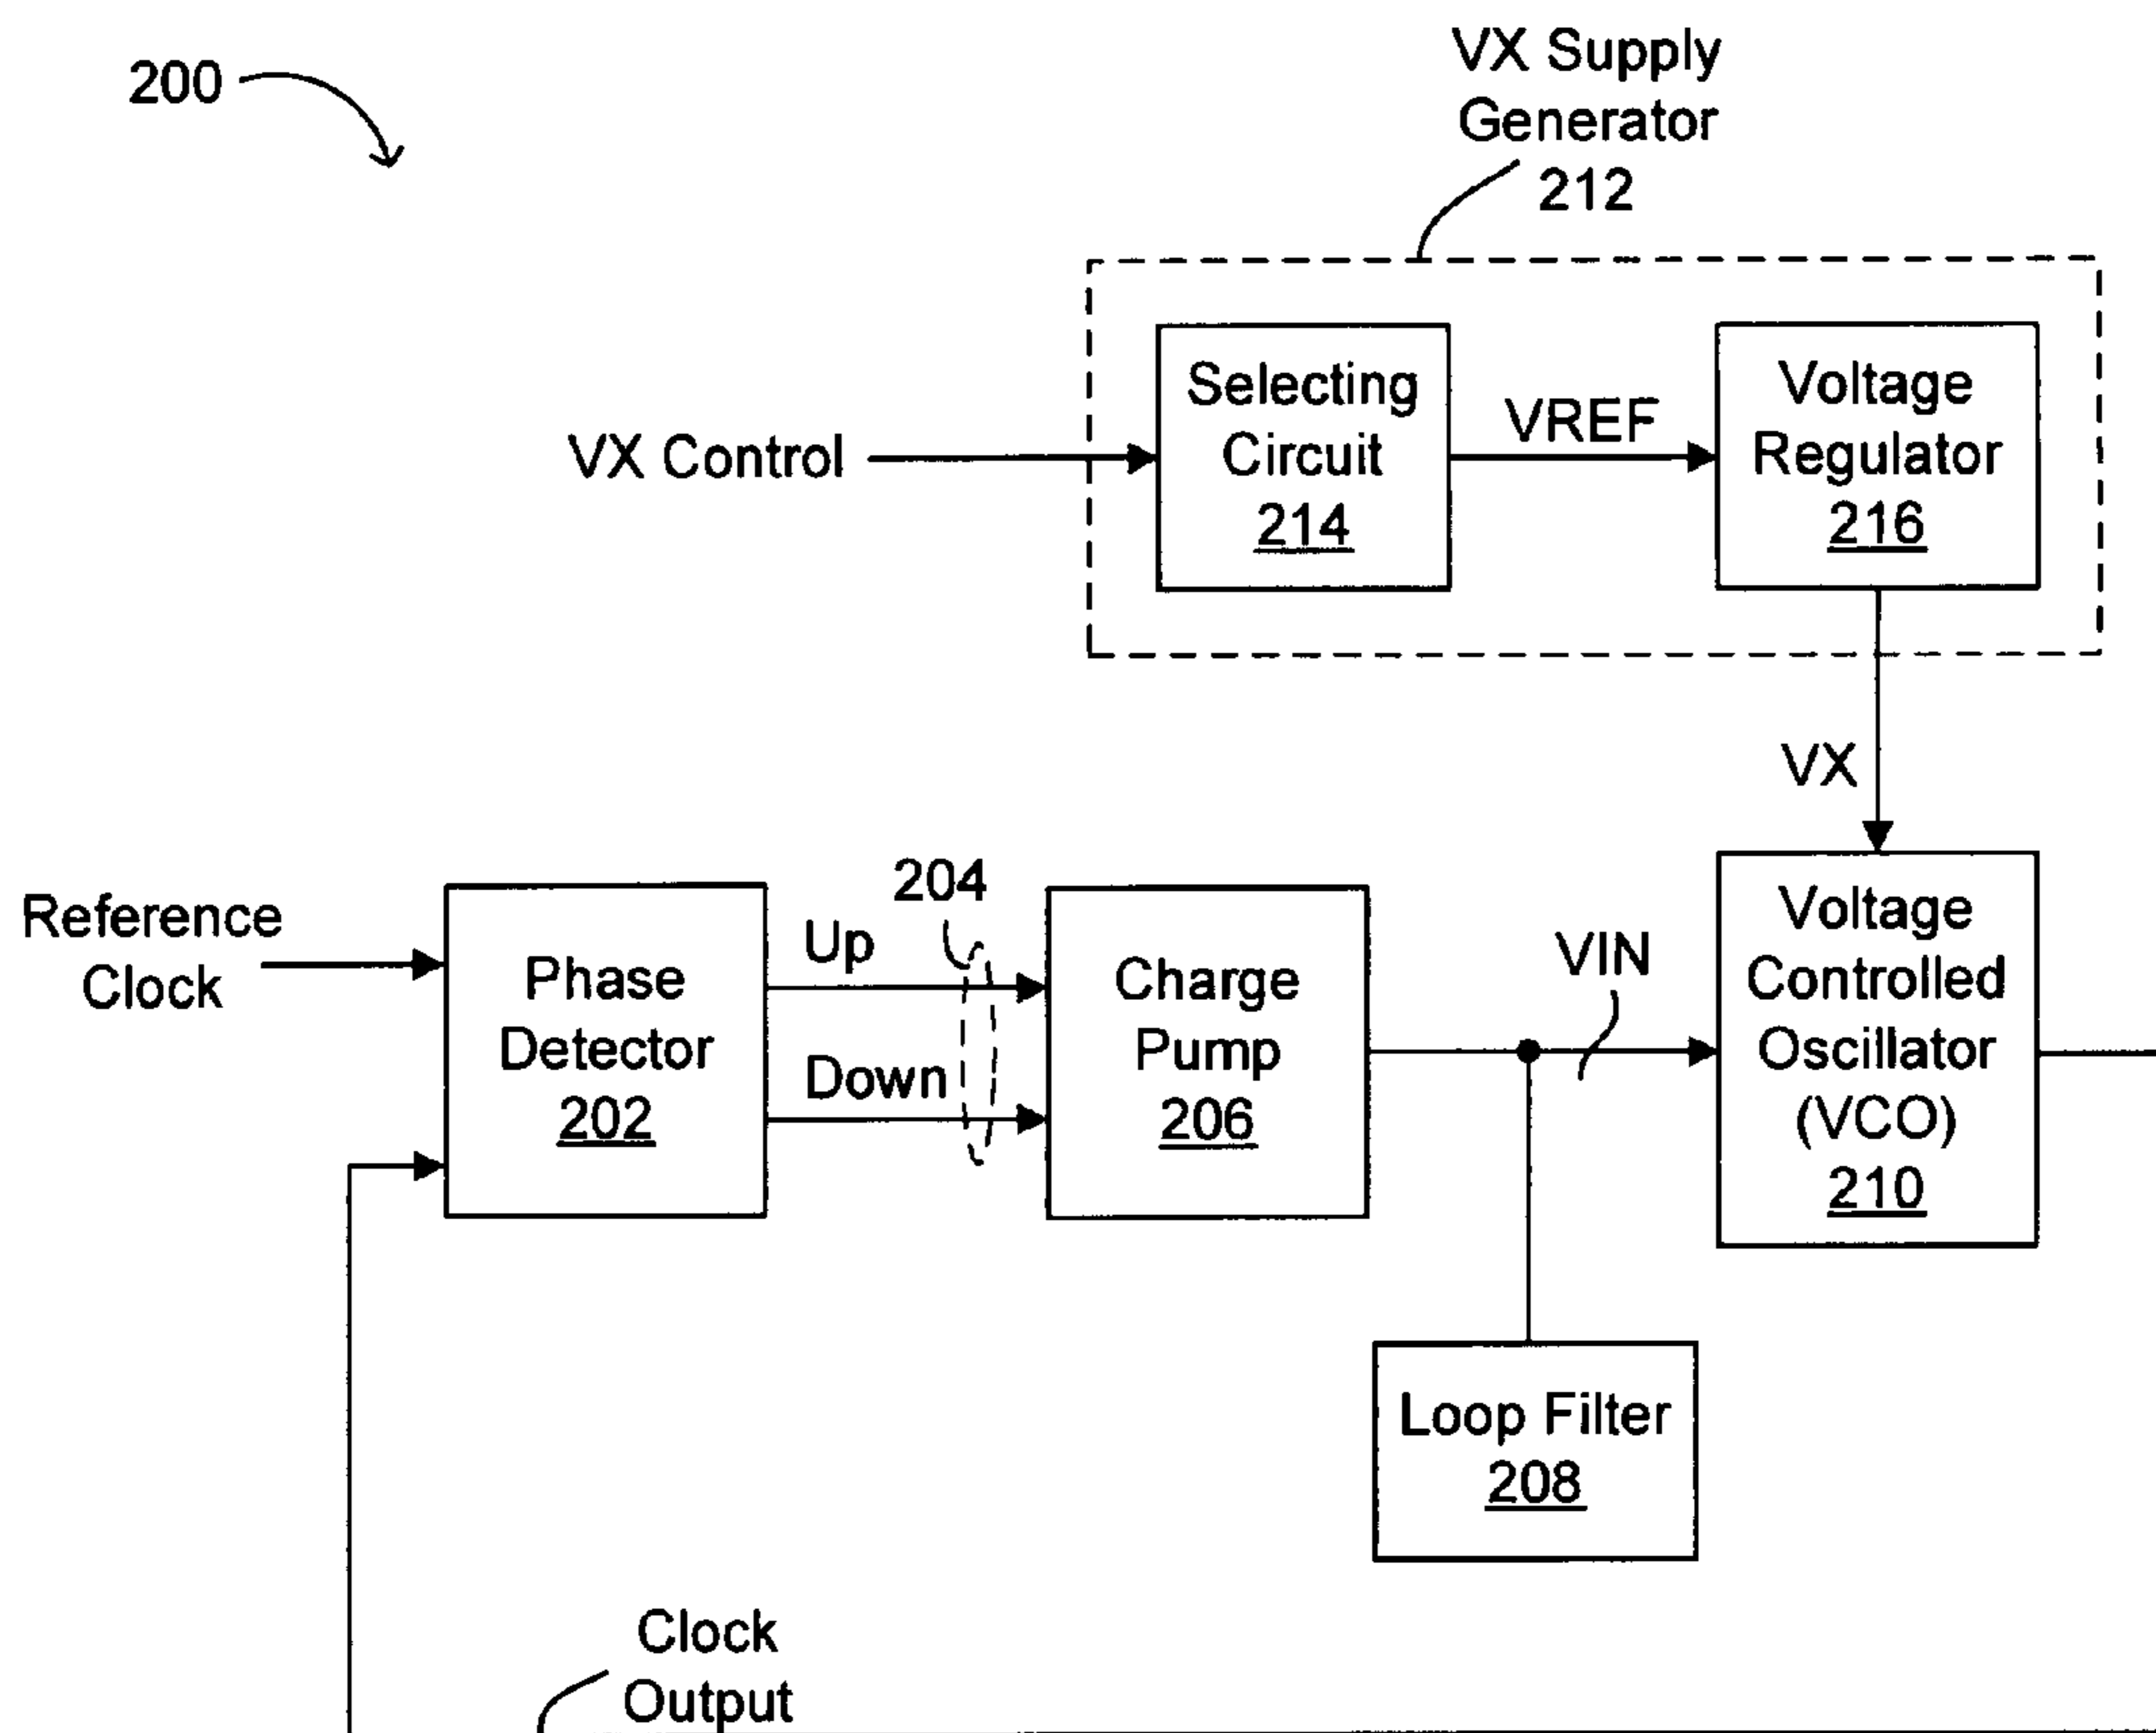 200
VX Supply
Generator
212
Selecting
Circuit
214
VREF
Voltage
Regulator
216
VX Control
VX
Reference
Clock
Phase
Detector
202
Up
Down
204
Charge
Pump
206
VIN
Voltage
Controlled
Oscillator
(VCO)
210
Loop Filter
208
Clock
Output